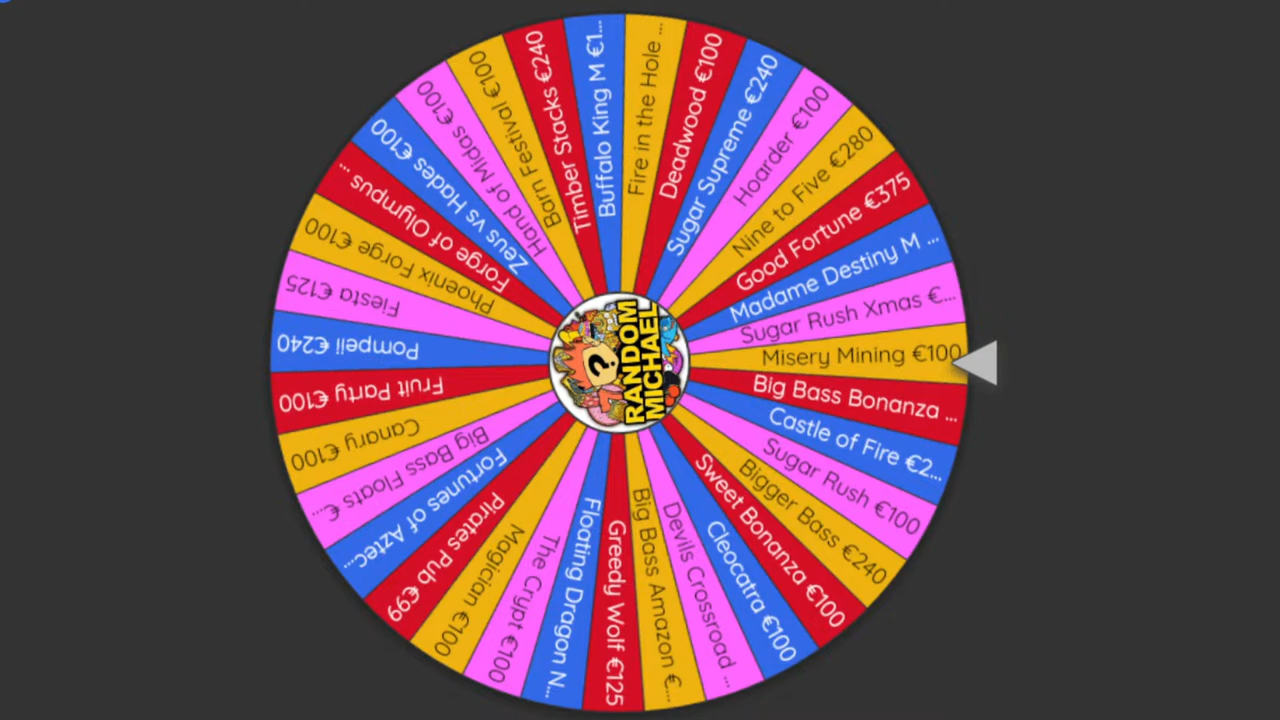 Fire in the Hole ...
Deadwood €100
Sugar Supreme €240
Hoarder €100
Nine to Five €280
Good Fortune €375
Madame Destiny M ...
Sugar Rush Xmas €...
Misery Mining €100
Big Bass Bonanza ...
Castle of Fire €2...
Sugar Rush €100
Bigger Bass €240
Sweet Bonanza €100
Cleocatra €100
Devils Crossroad ...
Big Bass Amazon €...
Greedy Wolf €125
Floating Dragon N...
The Crypt €100
Magician €100
Pirates Pub €99
Fortunes of Aztec...
Big Bass Floats €...
Canary €100
Fruit Party €100
Pompeii €240
Fiesta €125
Phoenix Forge €100
Forge of Olympus ...
Zeus vs Hades €100
Hand of Midas €100
Barn Festival €100
Timber Stacks €240
Buffalo King M €1...
?
RANDOM
MICHAEL